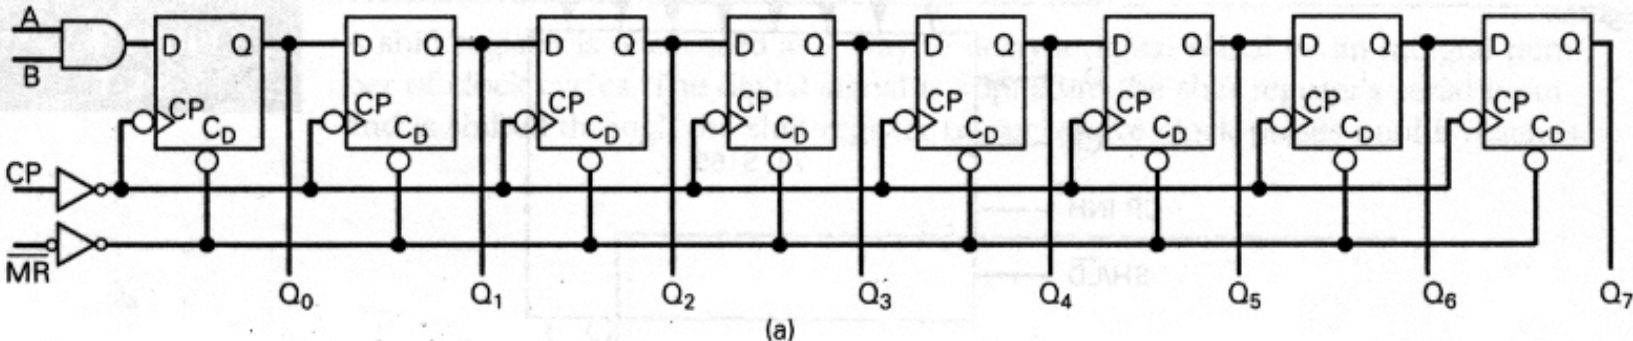 A
B
D Q D Q D Q D Q D Q D Q D Q D Q
CP CP CP CP CP CP CP CP
C_D C_D C_D C_D C_D C_D C_D C_D
CP
M̅R̅
Q₀ Q₁ Q₂ Q₃ Q₄ Q₅ Q₆ Q₇
(a)